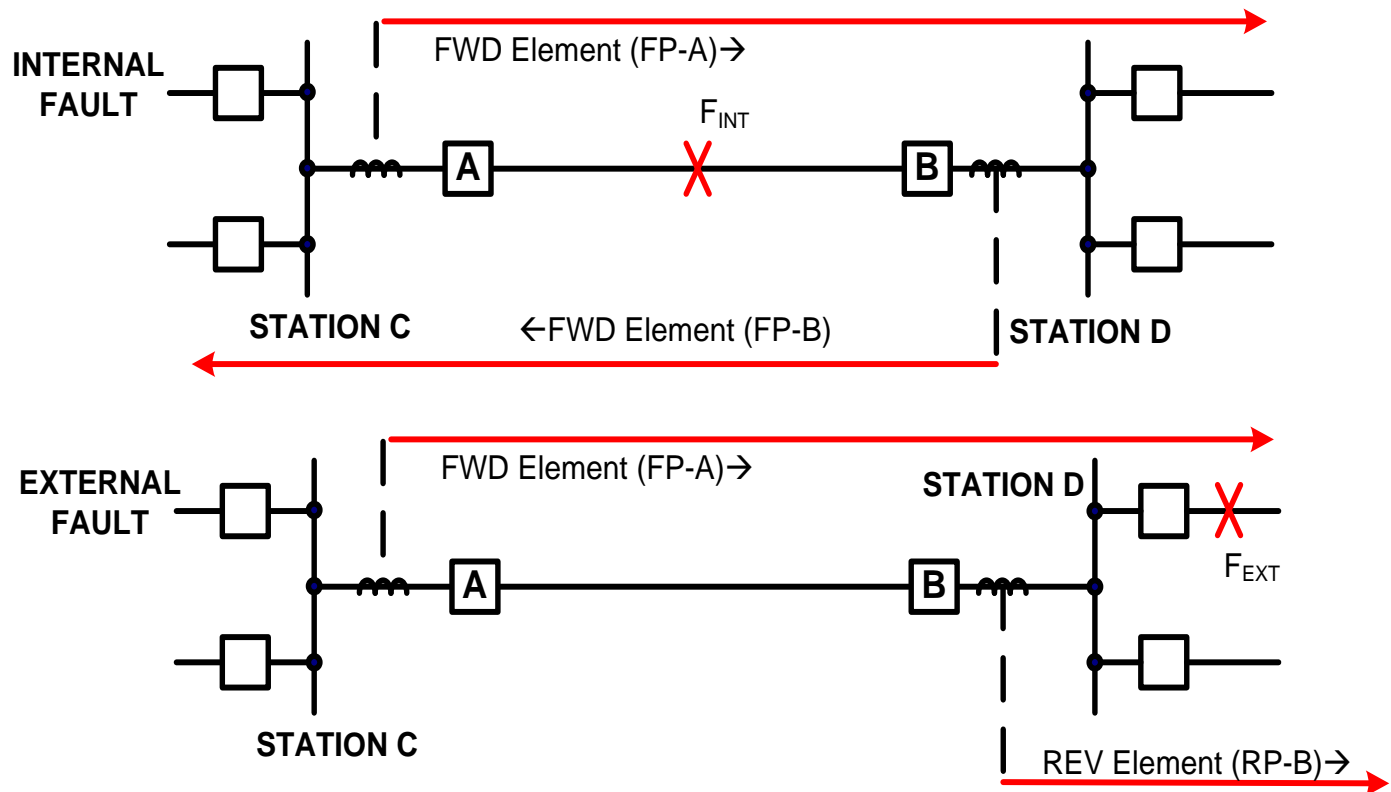 FWD Element (FP-A)→
INTERNAL
FAULT
F_INT
A
B
STATION C
←FWD Element (FP-B)
STATION D
FWD Element (FP-A)→
EXTERNAL
FAULT
STATION D
F_EXT
A
B
STATION C
REV Element (RP-B)→